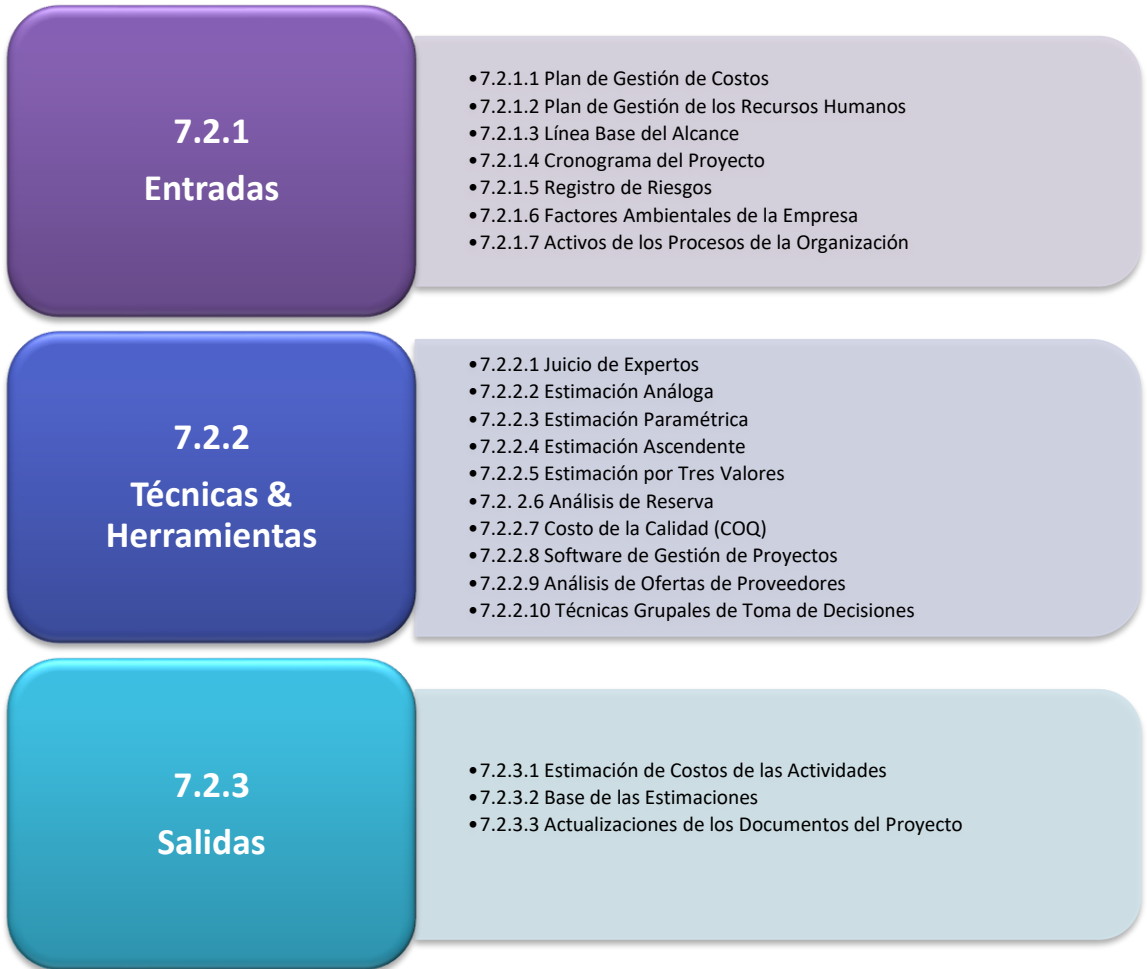 7.2.1
Entradas
•7.2.1.1 Plan de Gestión de Costos
•7.2.1.2 Plan de Gestión de los Recursos Humanos
•7.2.1.3 Línea Base del Alcance
•7.2.1.4 Cronograma del Proyecto
•7.2.1.5 Registro de Riesgos
•7.2.1.6 Factores Ambientales de la Empresa
•7.2.1.7 Activos de los Procesos de la Organización
7.2.2
Técnicas &
Herramientas
•7.2.2.1 Juicio de Expertos
•7.2.2.2 Estimación Análoga
•7.2.2.3 Estimación Paramétrica
•7.2.2.4 Estimación Ascendente
•7.2.2.5 Estimación por Tres Valores
•7.2. 2.6 Análisis de Reserva
•7.2.2.7 Costo de la Calidad (COQ)
•7.2.2.8 Software de Gestión de Proyectos
•7.2.2.9 Análisis de Ofertas de Proveedores
•7.2.2.10 Técnicas Grupales de Toma de Decisiones
7.2.3
Salidas
•7.2.3.1 Estimación de Costos de las Actividades
•7.2.3.2 Base de las Estimaciones
•7.2.3.3 Actualizaciones de los Documentos del Proyecto